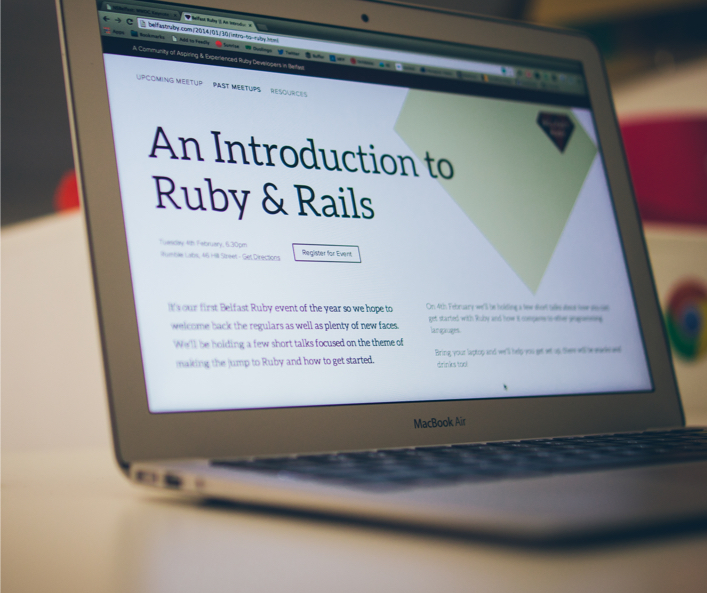 Belfast Ruby || An Introduc
belfastruby.com/2014/01/30/intro-to-ruby.html
Apps Bookmarks Add to Feedly
A Community of Aspiring & Experienced Ruby Developers in Belfast
UPCOMING MEETUP PAST MEETUPS RESOURCES
An Introduction to
Ruby & Rails
Tuesday 4th February, 6.30pm
Rumble Labs, 46 Hill Street - Get Directions
Register for Event
It's our first Belfast Ruby event of the year so we hope to
welcome back the regulars as well as plenty of new faces.
We'll be holding a few short talks focused on the theme of
making the jump to Ruby and how to get started.
On 4th February we'll be holding a few short talks about how you can
get started with Ruby and how it compares to other programming
languages.
Bring your laptop and we'll help you get set up, there will be snacks and
drinks too!
MacBook Air